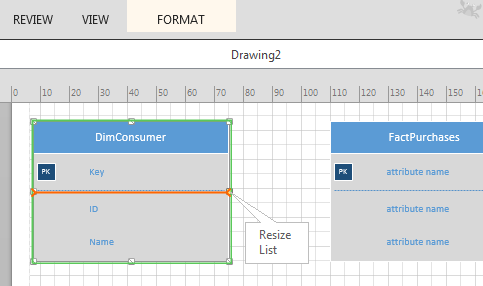 REVIEW VIEW FORMAT
Drawing2
0 10 20 30 40 50 60 70 80 90 100 110 120 130 140 150 160
DimConsumer FactPurchases
PK Key PK attribute name
ID attribute name
Name attribute name
Resize
List